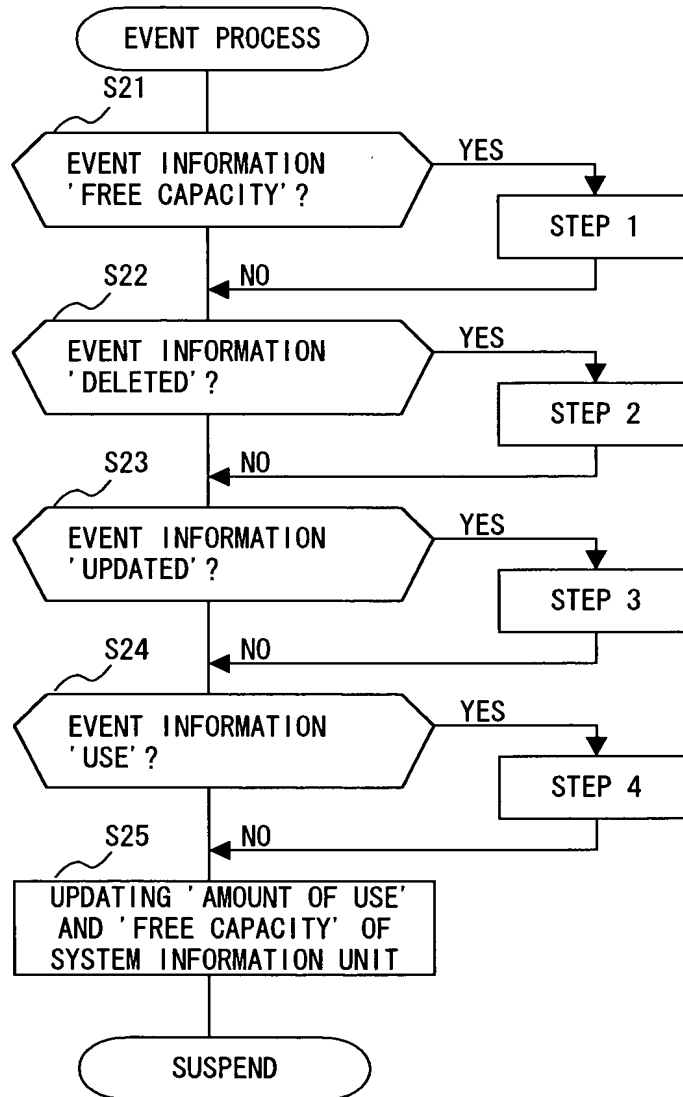 EVENT PROCESS
S21
EVENT INFORMATION
'FREE CAPACITY'?
YES
STEP 1
NO
S22
EVENT INFORMATION
'DELETED'?
YES
STEP 2
NO
S23
EVENT INFORMATION
'UPDATED'?
YES
STEP 3
NO
S24
EVENT INFORMATION
'USE'?
YES
STEP 4
NO
S25
UPDATING 'AMOUNT OF USE'
AND 'FREE CAPACITY' OF
SYSTEM INFORMATION UNIT
SUSPEND